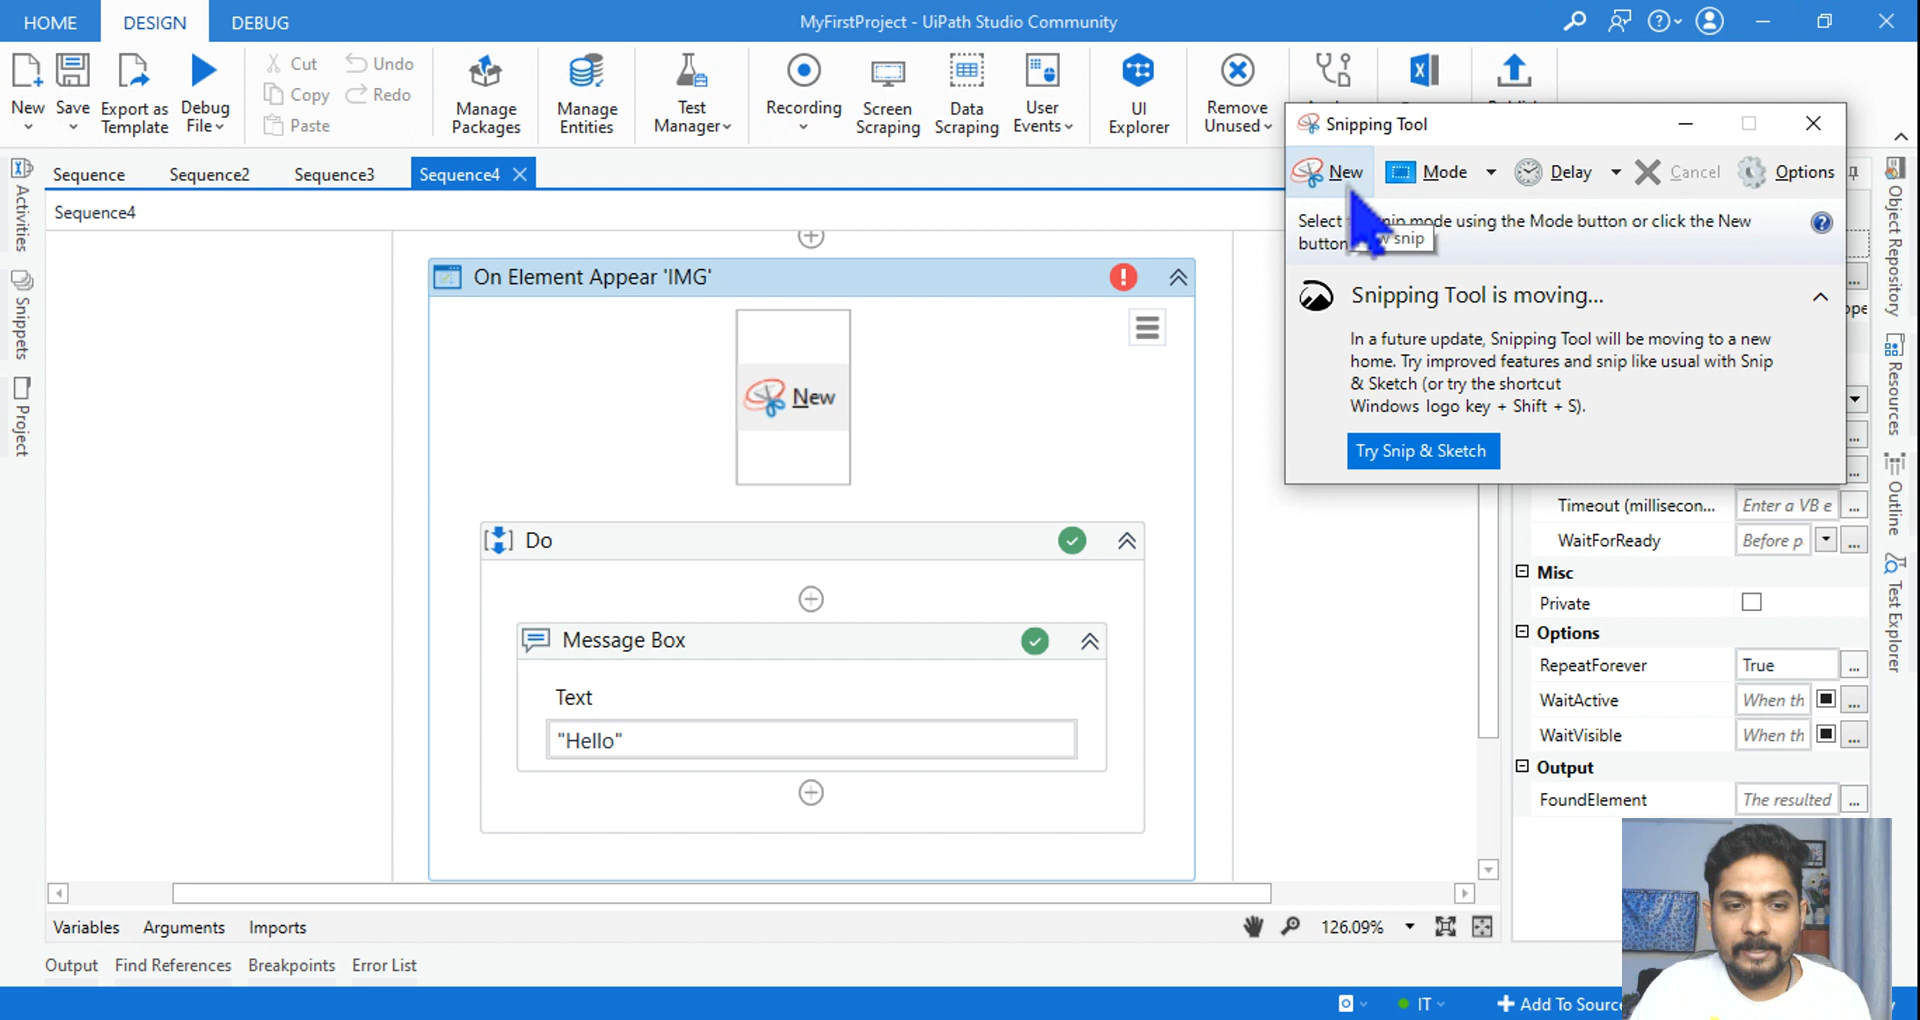 HOME
DESIGN
DEBUG
MyFirstProject - UiPath Studio Community
New
Save
Export as
Template
Debug
File
Cut
Copy
Paste
Undo
Redo
Manage
Packages
Manage
Entities
Test
Manager
Recording
Screen
Scraping
Data
Scraping
User
Events
UI
Explorer
Remove
Unused
Snipping Tool
New
Mode
Delay
Cancel
Options
Select
snip mode using the Mode button or click the New
button
snip
Snipping Tool is moving...
In a future update, Snipping Tool will be moving to a new
home. Try improved features and snip like usual with Snip
& Sketch (or try the shortcut
Windows logo key + Shift + S).
Try Snip & Sketch
Activities
Snippets
Project
Sequence
Sequence2
Sequence3
Sequence4
Sequence4
On Element Appear 'IMG'
New
Do
Message Box
Text
"Hello"
Timeout (millisecon...
Enter a VB e
...
WaitForReady
Before p
...
Misc
Private
Options
RepeatForever
True
...
WaitActive
When th
...
WaitVisible
When th
...
Output
FoundElement
The resulted
...
Object Repository
Resources
Outline
Test Explorer
Variables
Arguments
Imports
126.09%
Output
Find References
Breakpoints
Error List
IT
Add To Source